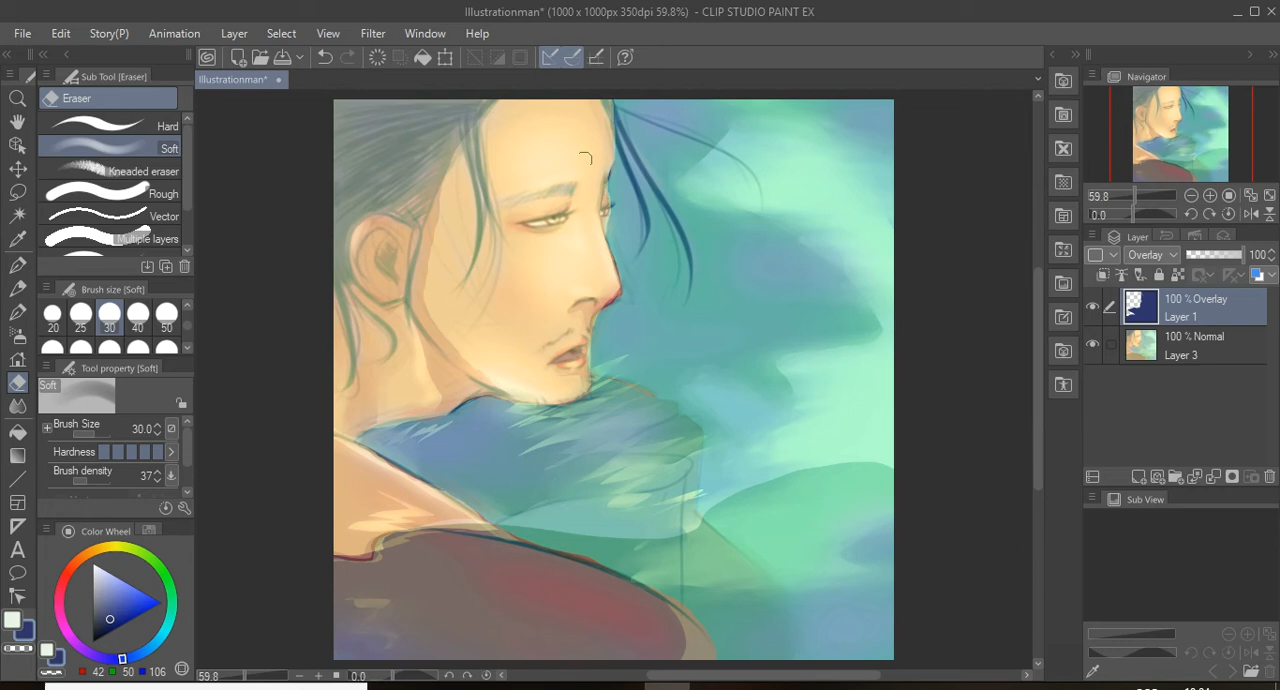 Illustrationman* (1000 x 1000px 350dpi 59.8%) - CLIP STUDIO PAINT EX
File Edit Story(P) Animation Layer Select View Filter Window Help
Sub Tool [Eraser]
Illustrationman*
Navigator
Eraser
Hard
Soft
Kneaded eraser
Rough
Vector
Multiple layers
59.8
0.0
Layer
Overlay 100
Brush size [Soft]
20 25 30 40 50
100 % Overlay
Layer 1
100 % Normal
Layer 3
Tool property [Soft]
Soft
Brush Size 30.0
Hardness
Brush density 37
Sub View
Color Wheel
42 50 106
59.8 0.0